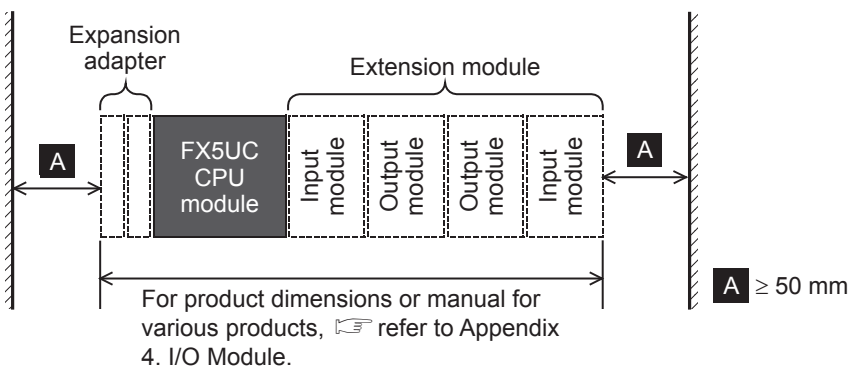 Expansion
adapter
Extension module
A
FX5UC
CPU
module
Input
module
Output
module
Output
module
Input
module
A
A ≥ 50 mm
For product dimensions or manual for
various products, ☞ refer to Appendix
4. I/O Module.